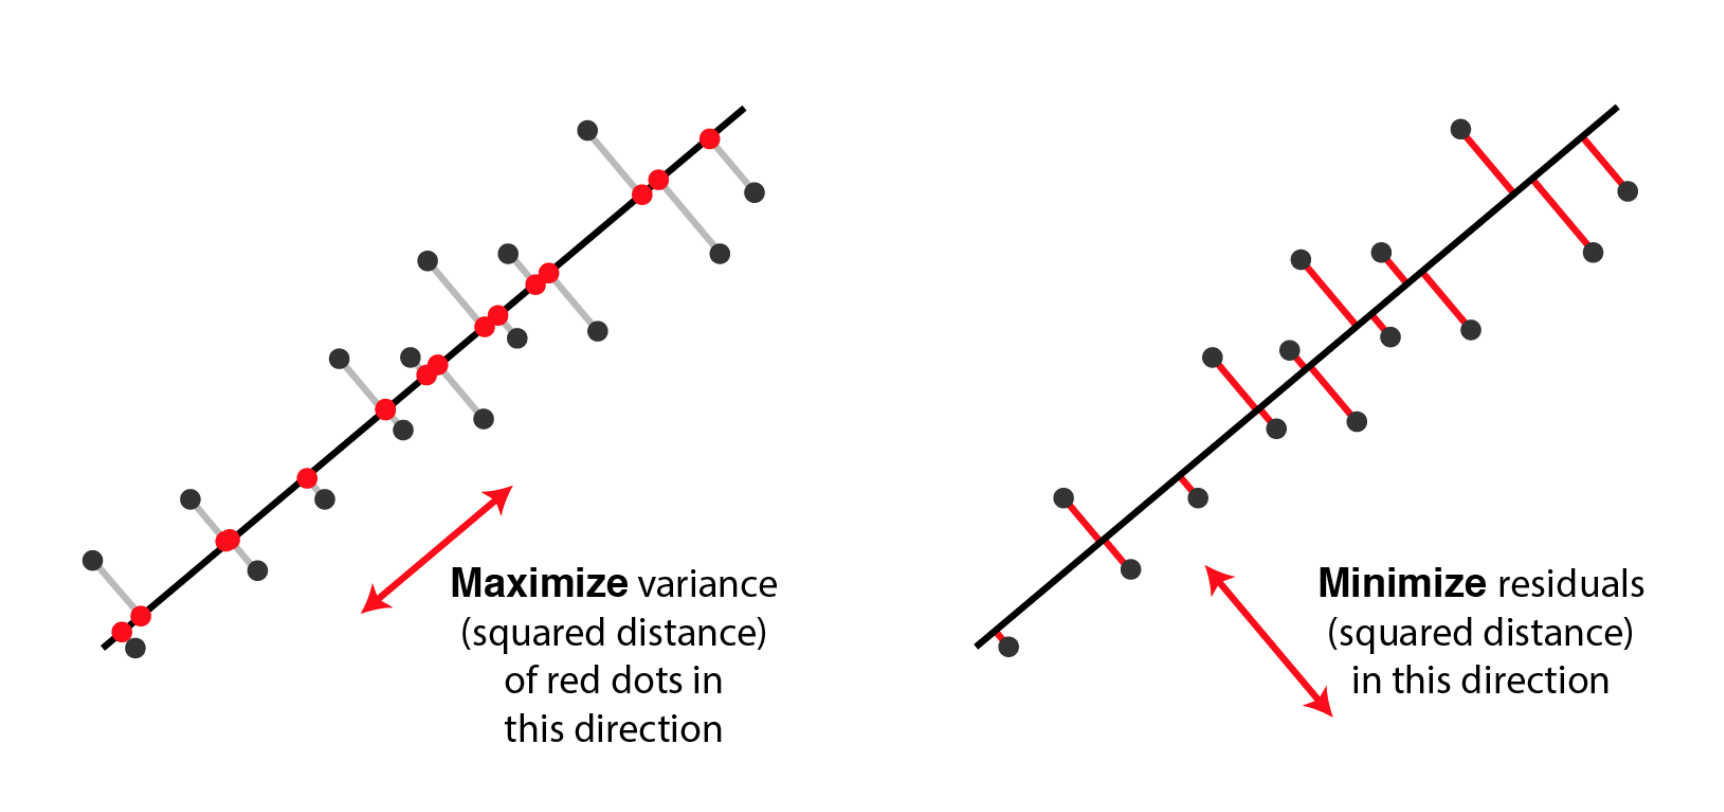 Maximize variance
(squared distance)
of red dots in
this direction
Minimize residuals
(squared distance)
in this direction